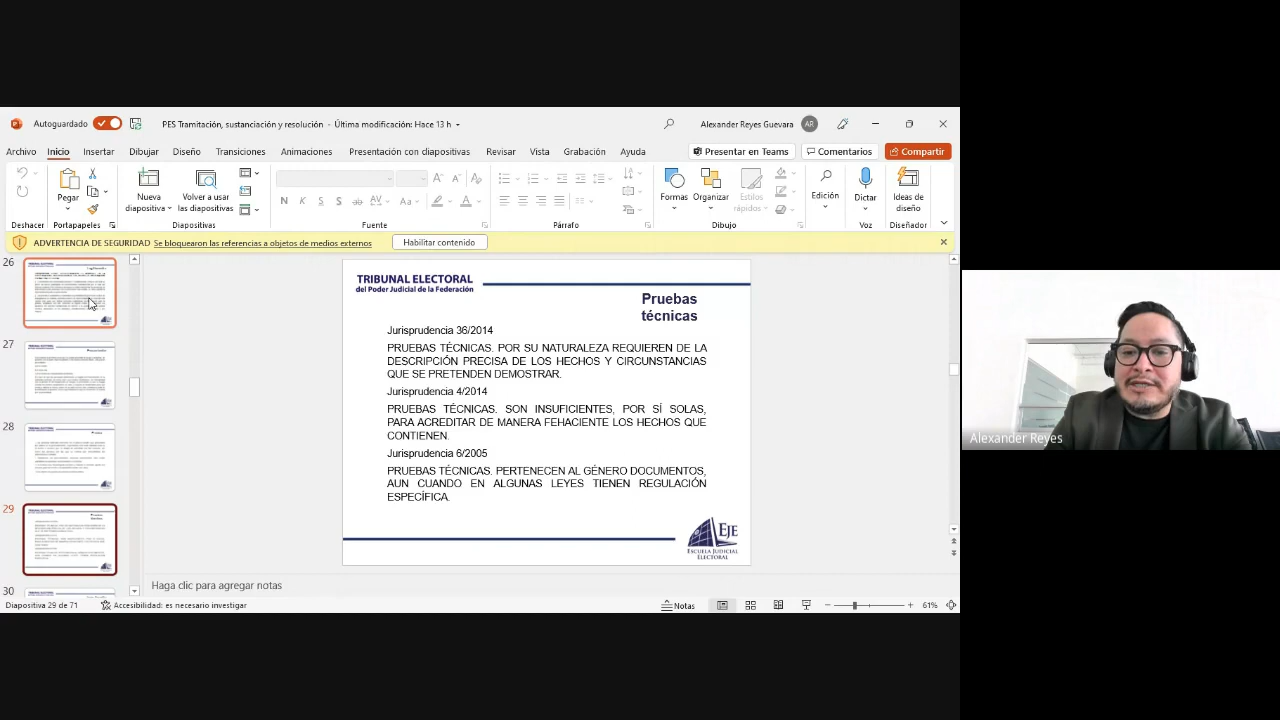 Autoguardado
PES Tramitación, sustanciación y resolución • Última modificación: Hace 13 h
Alexander Reyes Guevara
AR
Archivo Inicio Insertar Dibujar Diseño Transiciones Animaciones Presentación con diapositivas Revisar Vista Grabación Ayuda
Presentar en Teams
Comentarios
Compartir
Pegar
Nueva
diapositiva
Volver a usar
las diapositivas
N K S S ab AV Aa A
Formas
Organizar
Estilos
rápidos
Edición
Dictar
Ideas de
diseño
Deshacer Portapapeles Diapositivas Fuente Párrafo Dibujo Voz Diseñador
ADVERTENCIA DE SEGURIDAD Se bloquearon las referencias a objetos de medios externos
Habilitar contenido
26
27
28
29
30
TRIBUNAL ELECTORAL
del Poder Judicial de la Federación
Pruebas
técnicas
Jurisprudencia 36/2014
PRUEBAS TÉCNICAS. POR SU NATURALEZA REQUIEREN DE LA
DESCRIPCIÓN PRECISA DE LOS HECHOS Y CIRCUNSTANCIAS
QUE SE PRETENDEN DEMOSTRAR.
Jurisprudencia 4/2014
PRUEBAS TÉCNICAS. SON INSUFICIENTES, POR SÍ SOLAS,
PARA ACREDITAR DE MANERA FEHACIENTE LOS HECHOS QUE
CONTIENEN.
Jurisprudencia 6/2005
PRUEBAS TÉCNICAS. PERTENECEN AL GÉNERO DOCUMENTOS,
AUN CUANDO EN ALGUNAS LEYES TIENEN REGULACIÓN
ESPECÍFICA.
EJE
ESCUELA JUDICIAL
ELECTORAL
Haga clic para agregar notas
Diapositiva 29 de 71
Accesibilidad: es necesario investigar
Notas
61%
Alexander Reyes